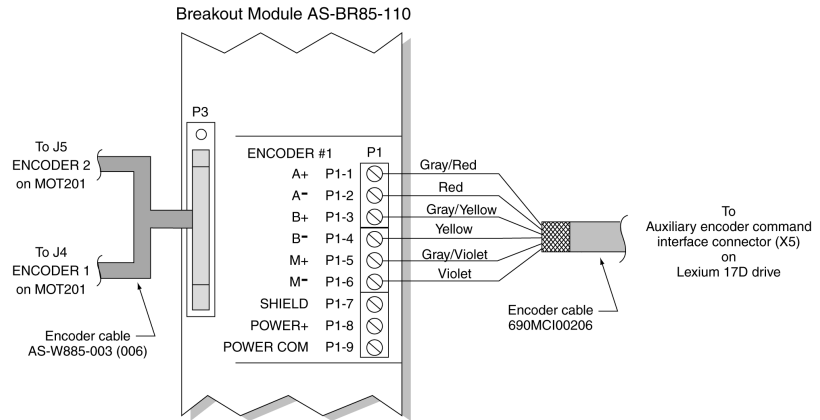 Breakout Module AS-BR85-110
P3
To J5
ENCODER 2
on MOT201
To J4
ENCODER 1
on MOT201
Encoder cable
AS-W885-003 (006)
ENCODER #1 P1
A+ P1-1 Gray/Red
A- P1-2 Red
B+ P1-3 Gray/Yellow
B- P1-4 Yellow
M+ P1-5 Gray/Violet
M- P1-6 Violet
SHIELD P1-7
POWER+ P1-8
POWER COM P1-9
Encoder cable
690MCI00206
To
Auxiliary encoder command
interface connector (X5)
on
Lexium 17D drive